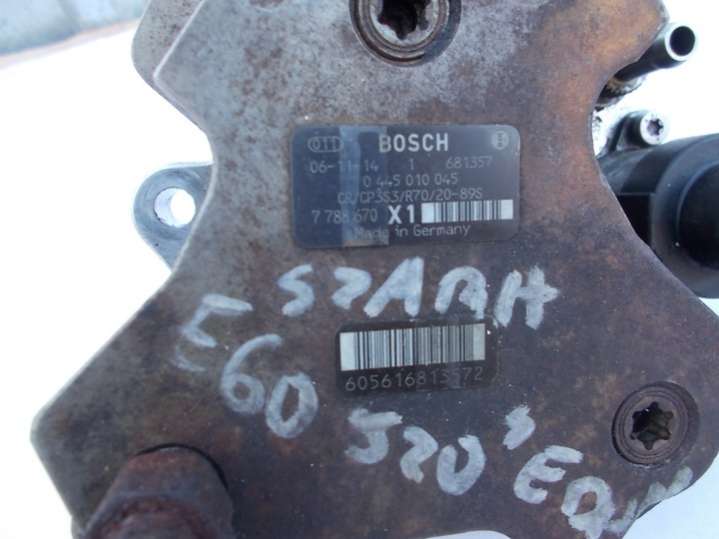 BOSCH
06-11-14 1 681357
0 445 010 045
CR/CP3S3/R70/20-89S
7 788 670 X1
Made in Germany
E60
605616813572
520